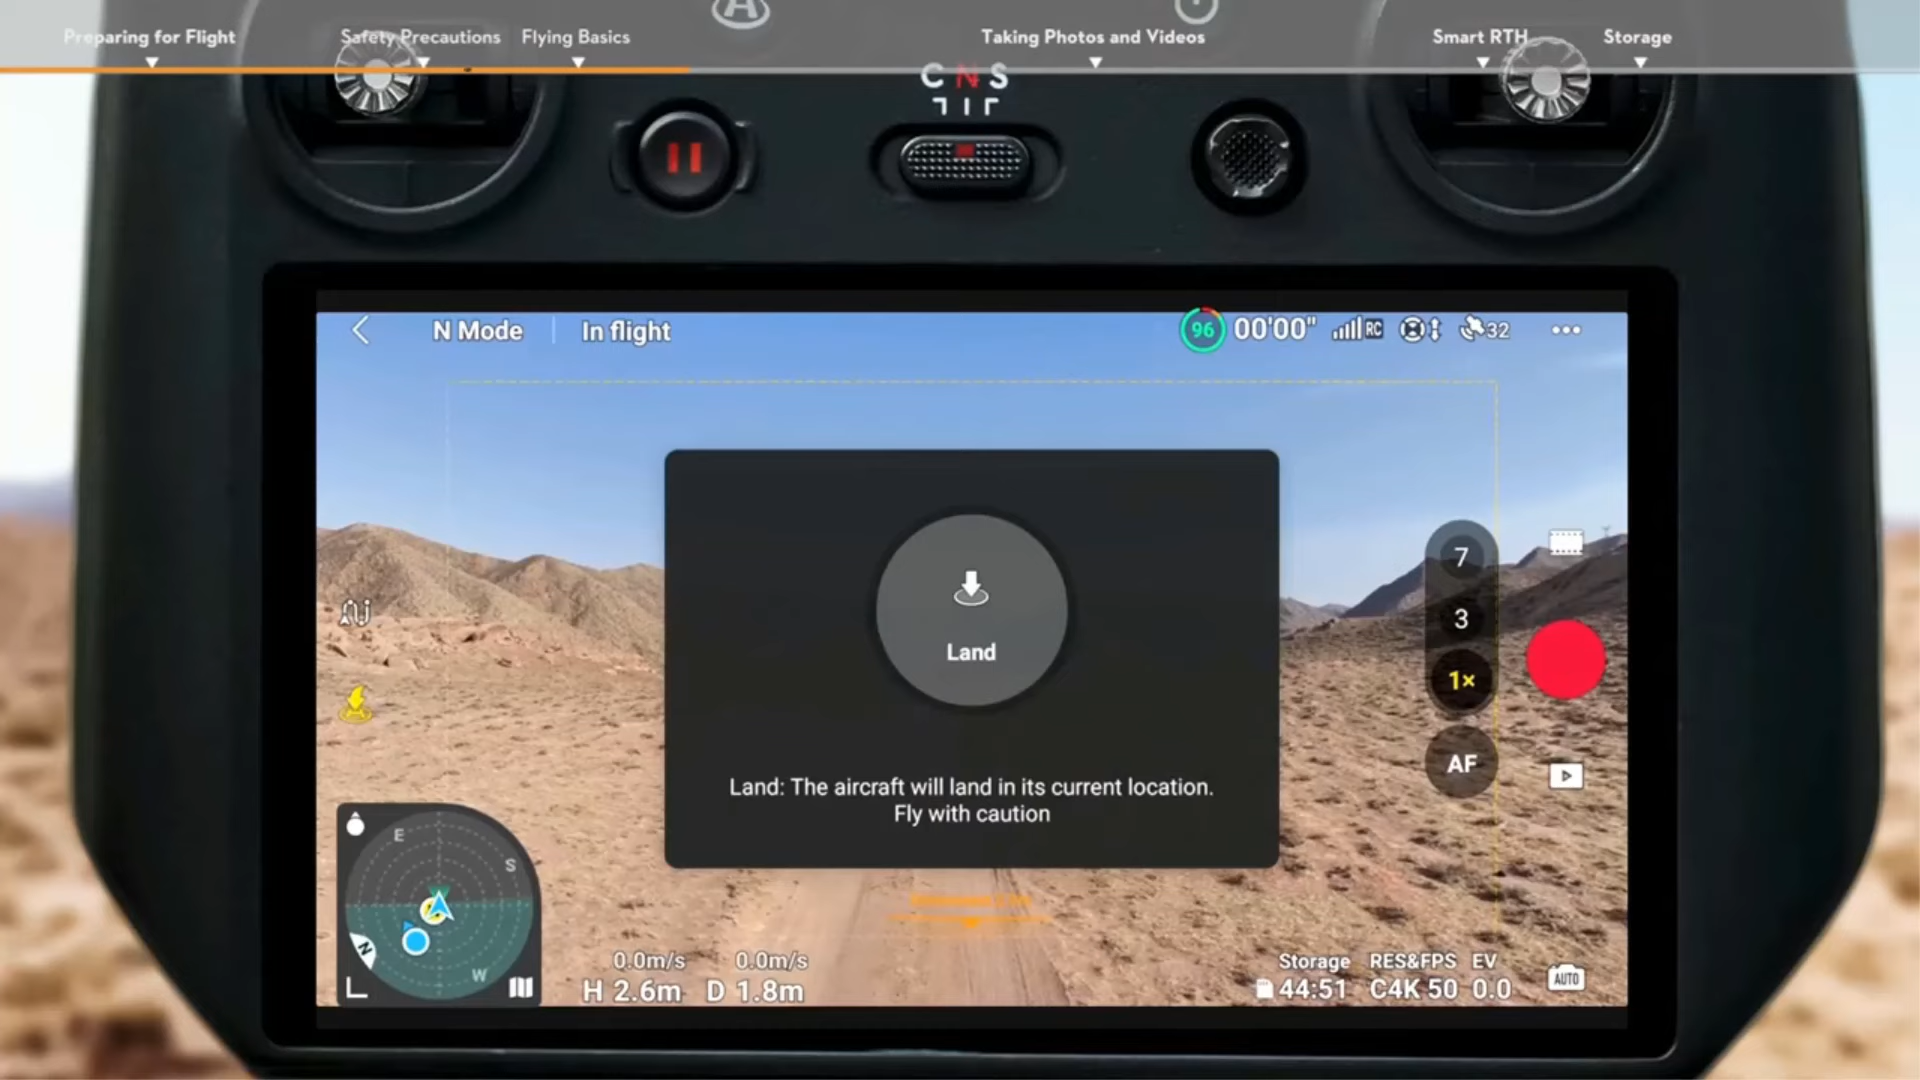 Preparing for Flight
Safety Precautions
Flying Basics
Taking Photos and Videos
Smart RTH
Storage
C N S
N Mode
In flight
96
00'00"
RC
32
Land
Land: The aircraft will land in its current location.
Fly with caution
7
3
1×
AF
E
S
N
W
0.0m/s 0.0m/s
H 2.6m D 1.8m
Storage RES&FPS EV
44:51 C4K 50 0.0
AUTO